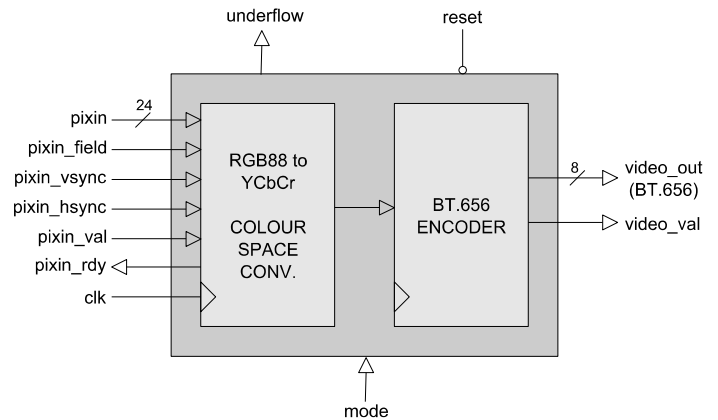 underflow
reset
pixin
24
pixin_field
pixin_vsync
pixin_hsync
pixin_val
pixin_rdy
clk
RGB88 to
YCbCr
COLOUR
SPACE
CONV.
BT.656
ENCODER
8
video_out
(BT.656)
video_val
mode